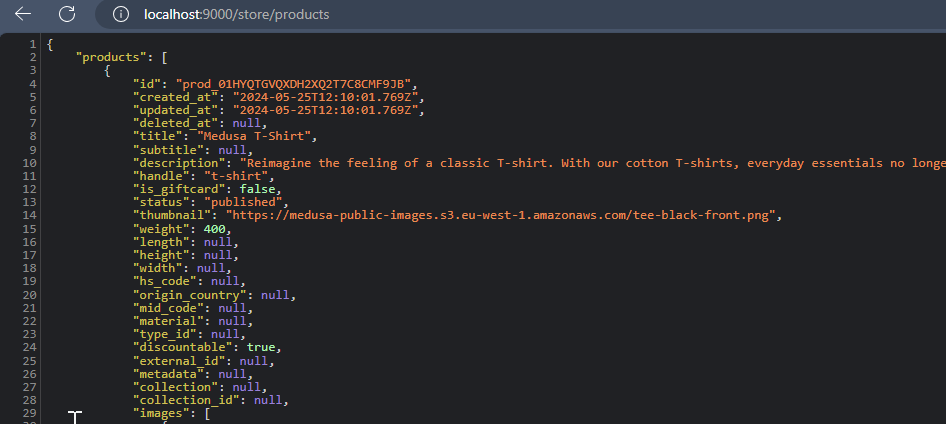 localhost:9000/store/products
1 {
2 "products": [
3 {
4 "id": "prod_01HYQTGVQXDH2XQ2T7C8CMF9JB",
5 "created_at": "2024-05-25T12:10:01.769Z",
6 "updated_at": "2024-05-25T12:10:01.769Z",
7 "deleted_at": null,
8 "title": "Medusa T-Shirt",
9 "subtitle": null,
10 "description": "Reimagine the feeling of a classic T-shirt. With our cotton T-shirts, everyday essentials no longe
11 "handle": "t-shirt",
12 "is_giftcard": false,
13 "status": "published",
14 "thumbnail": "https://medusa-public-images.s3.eu-west-1.amazonaws.com/tee-black-front.png",
15 "weight": 400,
16 "length": null,
17 "height": null,
18 "width": null,
19 "hs_code": null,
20 "origin_country": null,
21 "mid_code": null,
22 "material": null,
23 "type_id": null,
24 "discountable": true,
25 "external_id": null,
26 "metadata": null,
27 "collection": null,
28 "collection_id": null,
29 "images": [